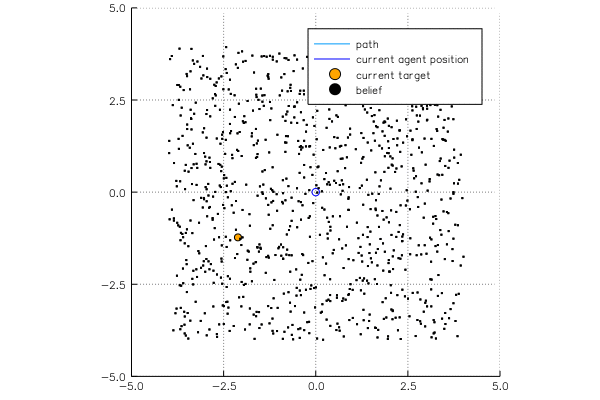 5.0
path
current agent position
current target
belief
2.5
0.0
−2.5
−5.0
−5.0 −2.5 0.0 2.5 5.0